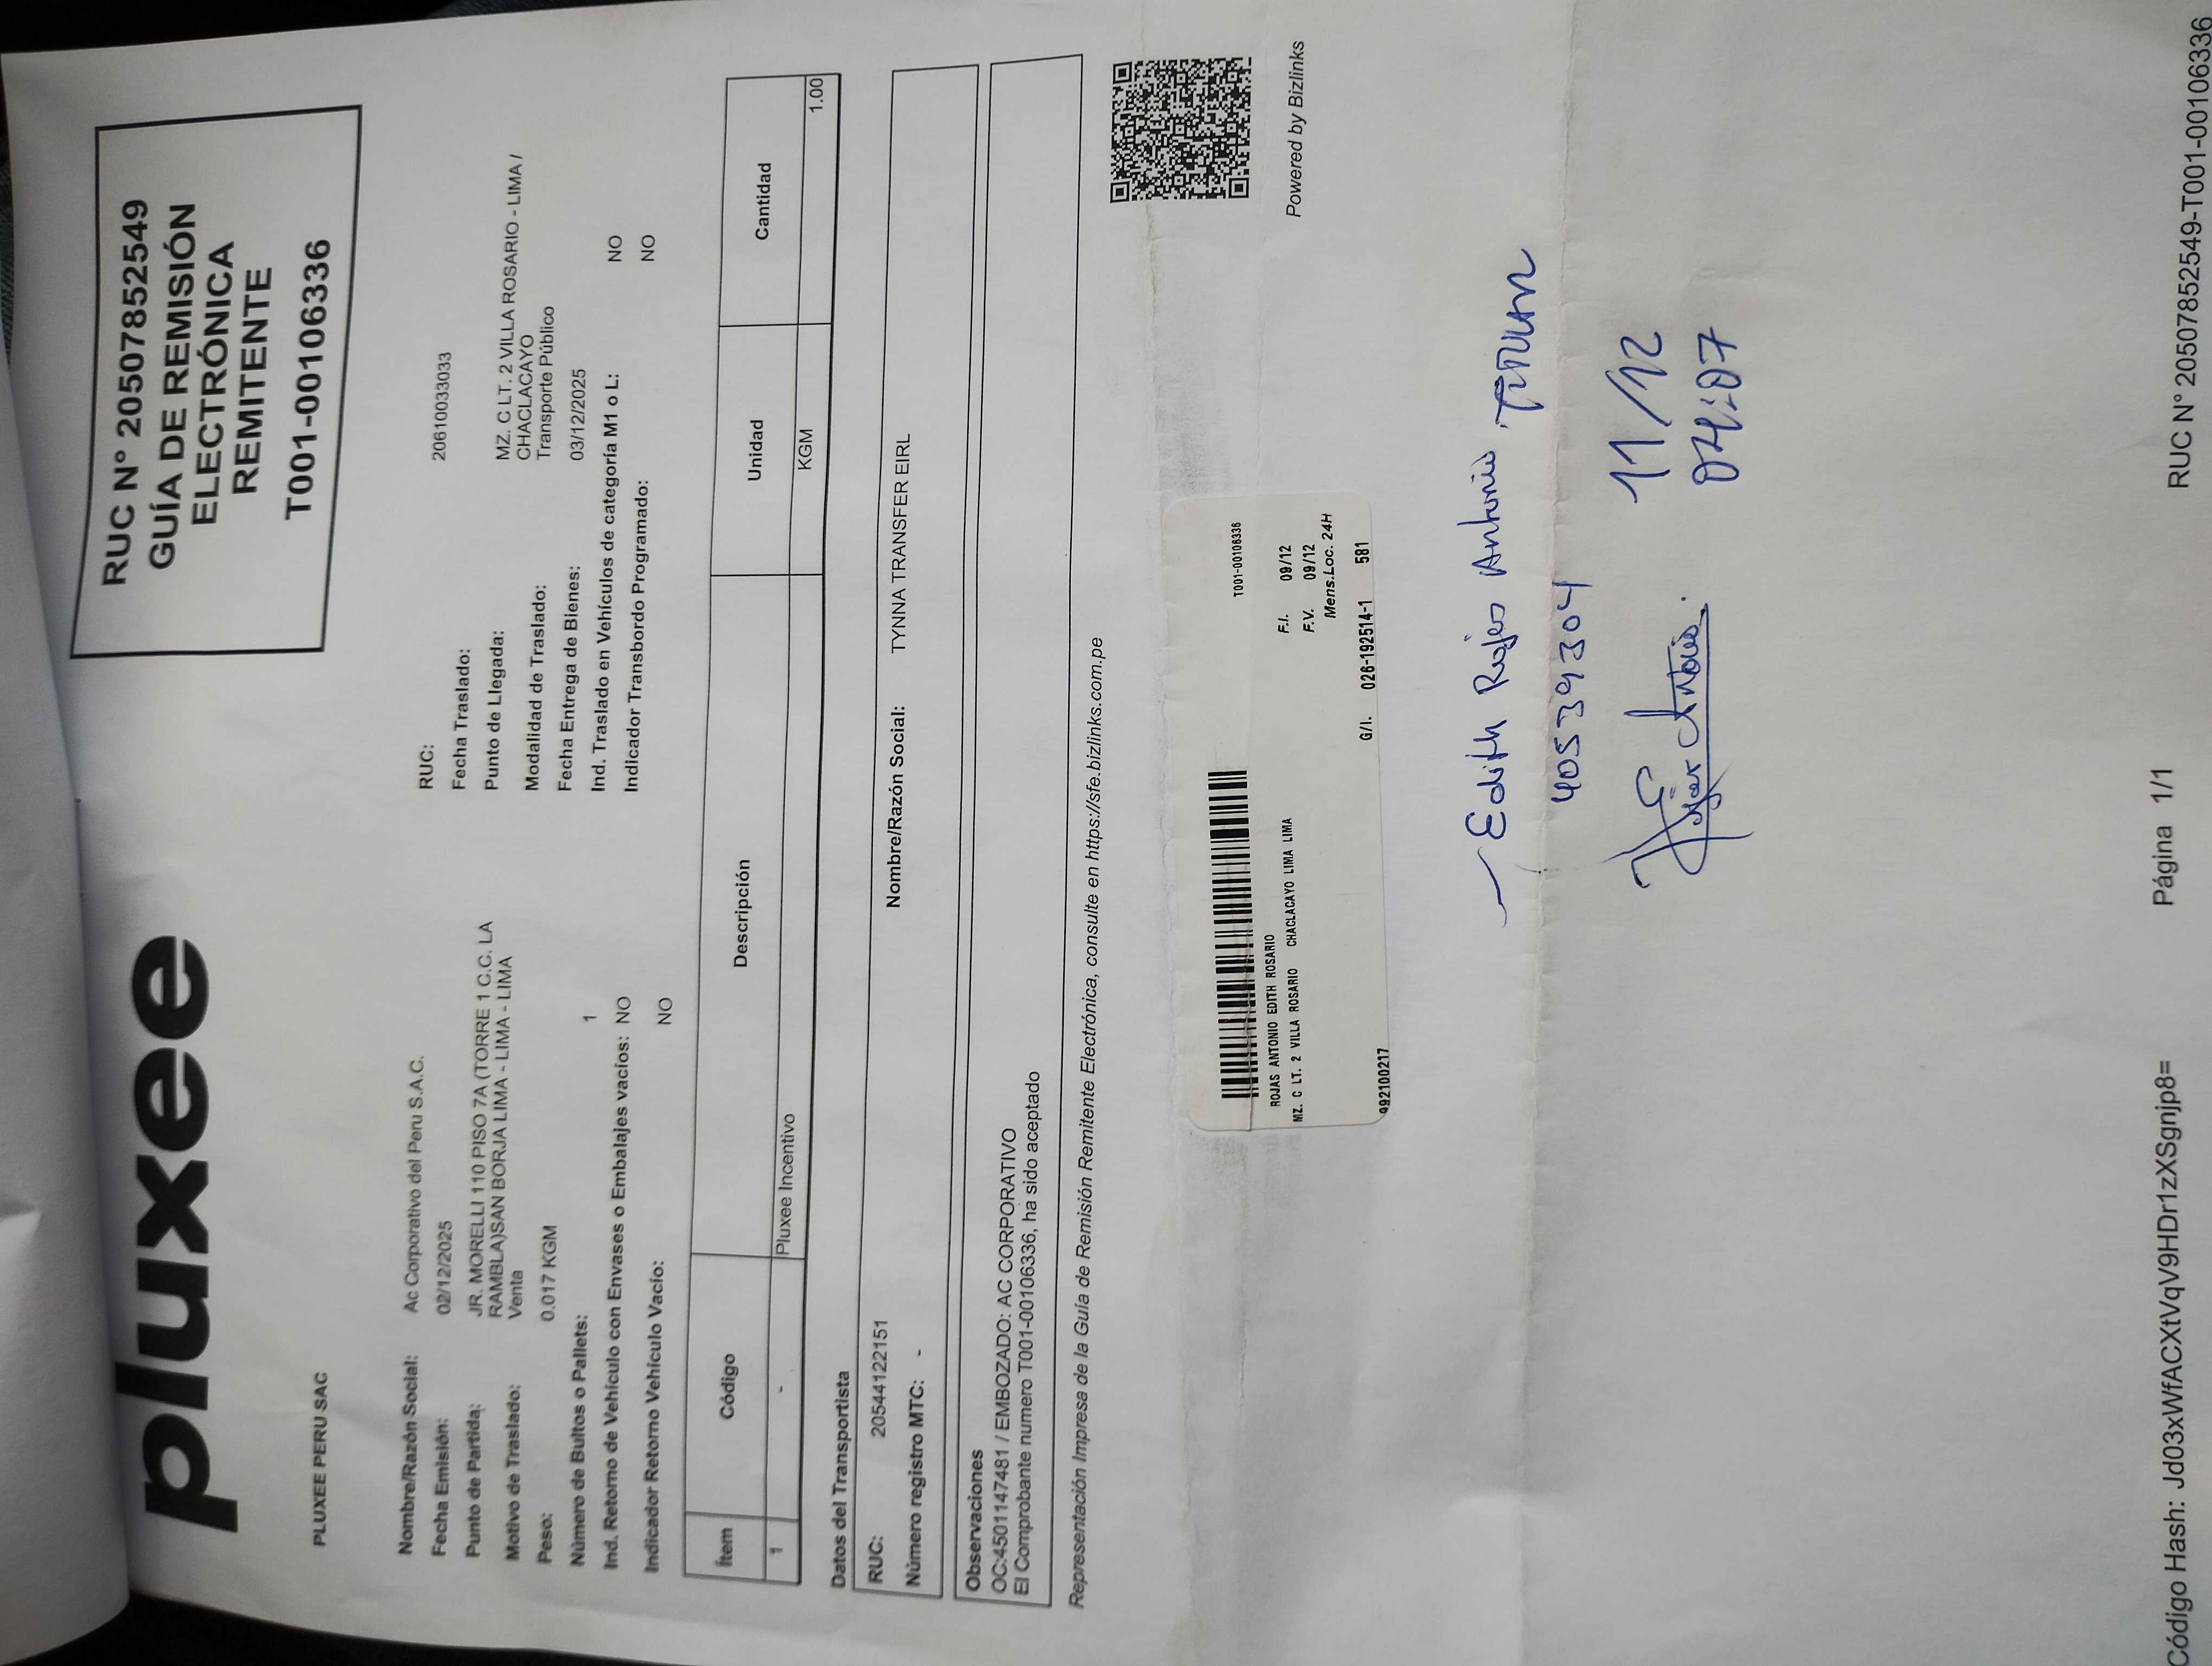 pluxee
RUC N° 20507852549
GUÍA DE REMISIÓN
ELECTRÓNICA
REMITENTE
T001-00106336
PLUXEE PERU SAC
Nombre/Razón Social: Ac Corporativo del Peru S.A.C. RUC: 20610033033
Fecha Emisión: 02/12/2025 Fecha Traslado:
Punto de Partida: JR. MORELLI 110 PISO 7A (TORRE 1 C.C. LA
RAMBLA)SAN BORJA LIMA - LIMA - LIMA
Punto de Llegada: MZ. C LT. 2 VILLA ROSARIO - LIMA /
CHACLACAYO
Motivo de Traslado: Venta Modalidad de Traslado: Transporte Público
Peso: 0.017 KGM Fecha Entrega de Bienes: 03/12/2025
Número de Bultos o Pallets: 1 Ind. Traslado en Vehículos de categoría M1 o L: NO
Ind. Retorno de Vehículo con Envases o Embalajes vacíos: NO Indicador Transbordo Programado: NO
Indicador Retorno Vehículo Vacío: NO
Ítem Código Descripción Unidad Cantidad
1 - Pluxee Incentivo KGM 1.00
Datos del Transportista
RUC: 20544122151 Nombre/Razón Social: TYNNA TRANSFER EIRL
Número registro MTC: -
Observaciones
OC:4501147481 / EMBOZADO: AC CORPORATIVO
El Comprobante numero T001-00106336, ha sido aceptado
Representación Impresa de la Guía de Remisión Remitente Electrónica, consulte en https://sfe.bizlinks.com.pe
Powered by Bizlinks
T001-00106336
ROJAS ANTONIO EDITH ROSARIO F.I. 09/12
MZ. C LT. 2 VILLA ROSARIO CHACLACAYO LIMA LIMA F.V. 09/12
Mens.Loc. 24H
G/I. 026-192514-1 581
992100217
Edith Rojas Antonio
40539304
11/12
04:07
Código Hash: Jd03xWfACXtVqV9HDr1zXSgnjp8= Página 1/1 RUC N° 20507852549-T001-00106336